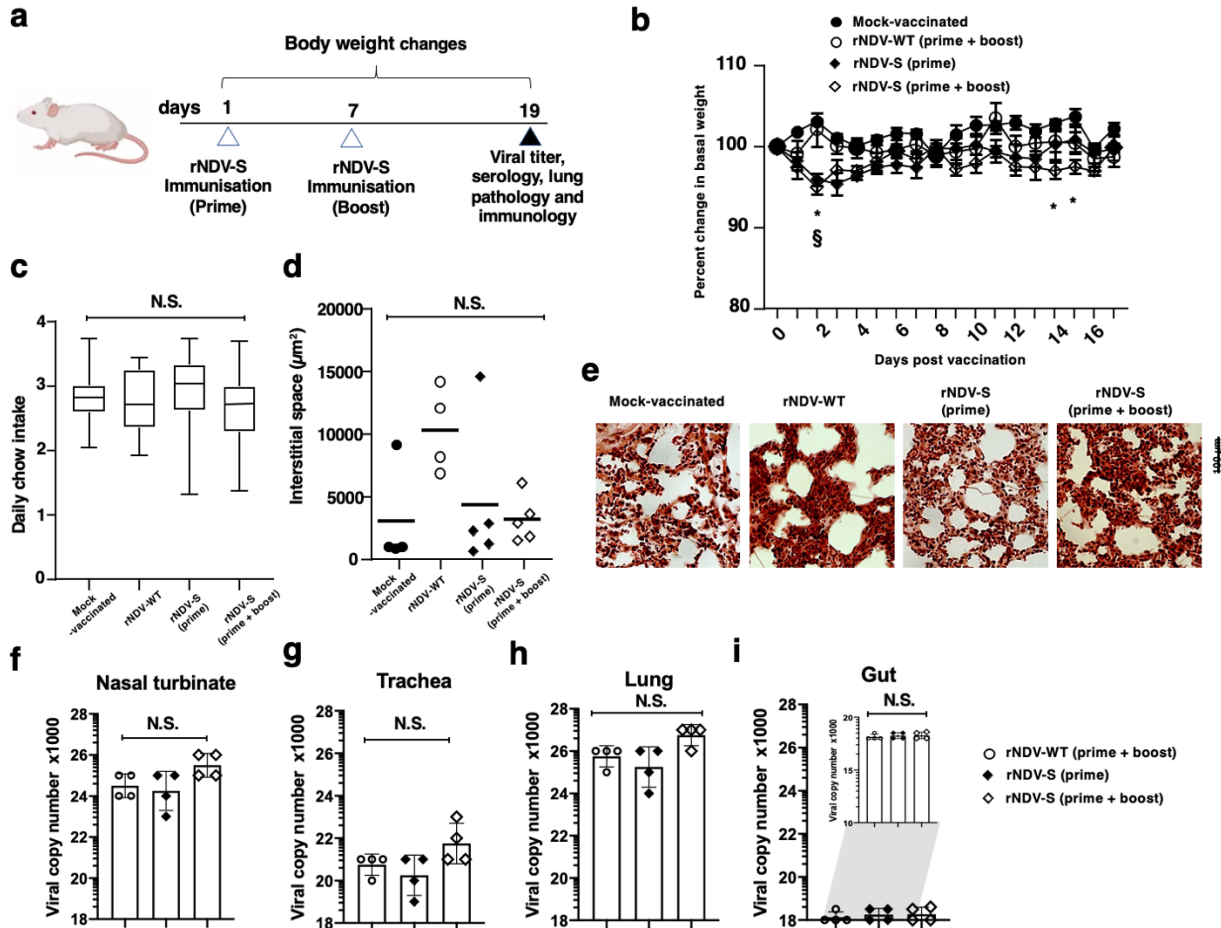 a
Body weight changes
days 1 7 19
rNDV-S
Immunisation
(Prime)
rNDV-S
Immunisation
(Boost)
Viral titer,
serology, lung
pathology and
immunology
b
Mock-vaccinated
rNDV-WT (prime + boost)
rNDV-S (prime)
rNDV-S (prime + boost)
Percent change in basal weight
110
100
90
80
*
§
* *
0 2 4 6 8 10 12 14 16
Days post vaccination
c
N.S.
Daily chow intake
4
3
2
1
0
Mock
-vaccinated
rNDV-WT
rNDV-S
(prime)
rNDV-S
(prime + boost)
d
N.S.
Interstitial space (µm²)
20000
15000
10000
5000
0
Mock
-vaccinated
rNDV-WT
rNDV-S
(prime)
rNDV-S
(prime + boost)
e
Mock-vaccinated
rNDV-WT
rNDV-S
(prime)
rNDV-S
(prime + boost)
100 µm
f
Nasal turbinate
N.S.
Viral copy number x1000
28
26
24
22
20
18
g
Trachea
N.S.
Viral copy number x1000
28
26
24
22
20
18
h
Lung
N.S.
Viral copy number x1000
28
26
24
22
20
18
i
Gut
N.S.
Viral copy number x1000
28
26
24
22
20
18
Viral copy number x1000
20
15
10
rNDV-WT (prime + boost)
rNDV-S (prime)
rNDV-S (prime + boost)